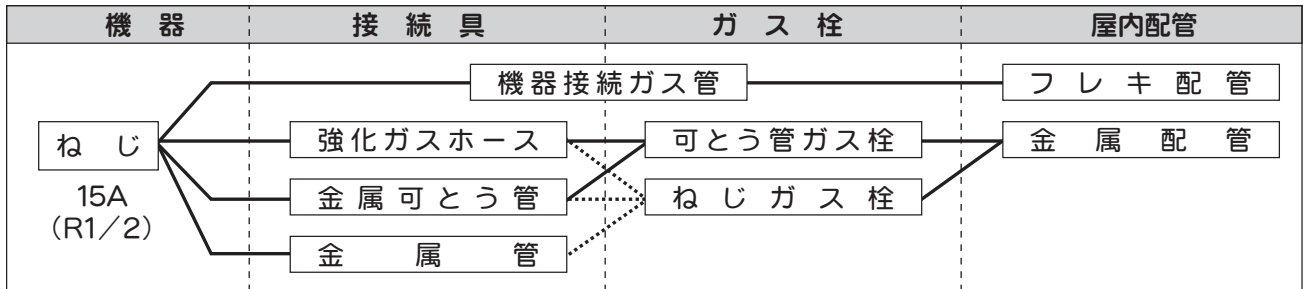 機器 接続具 ガス栓 屋内配管
機器接続ガス管 フレキ配管
ねじ 強化ガスホース 可とう管ガス栓 金属配管
15A
(R1／2)
金属可とう管 ねじガス栓
金属管